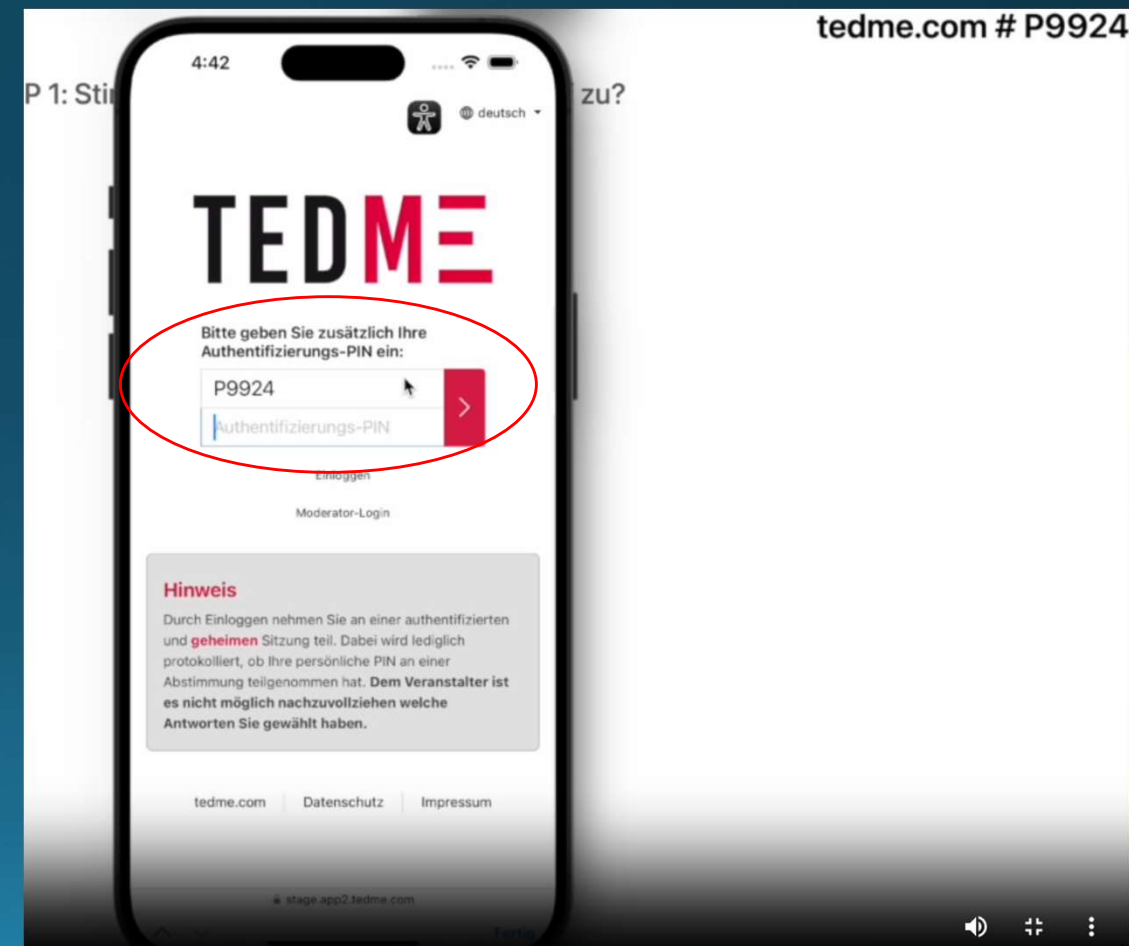 tedme.com # P9924
4:42
P 1: Sti
zu?
deutsch
TEDME
Bitte geben Sie zusätzlich Ihre
Authentifizierungs-PIN ein:
P9924
Authentifizierungs-PIN
Einloggen
Moderator-Login
Hinweis
Durch Einloggen nehmen Sie an einer authentifizierten
und geheimen Sitzung teil. Dabei wird lediglich
protokolliert, ob Ihre persönliche PIN an einer
Abstimmung teilgenommen hat. Dem Veranstalter ist
es nicht möglich nachzuvollziehen welche
Antworten Sie gewählt haben.
tedme.com Datenschutz Impressum
stage.app2.tedme.com
Fertig